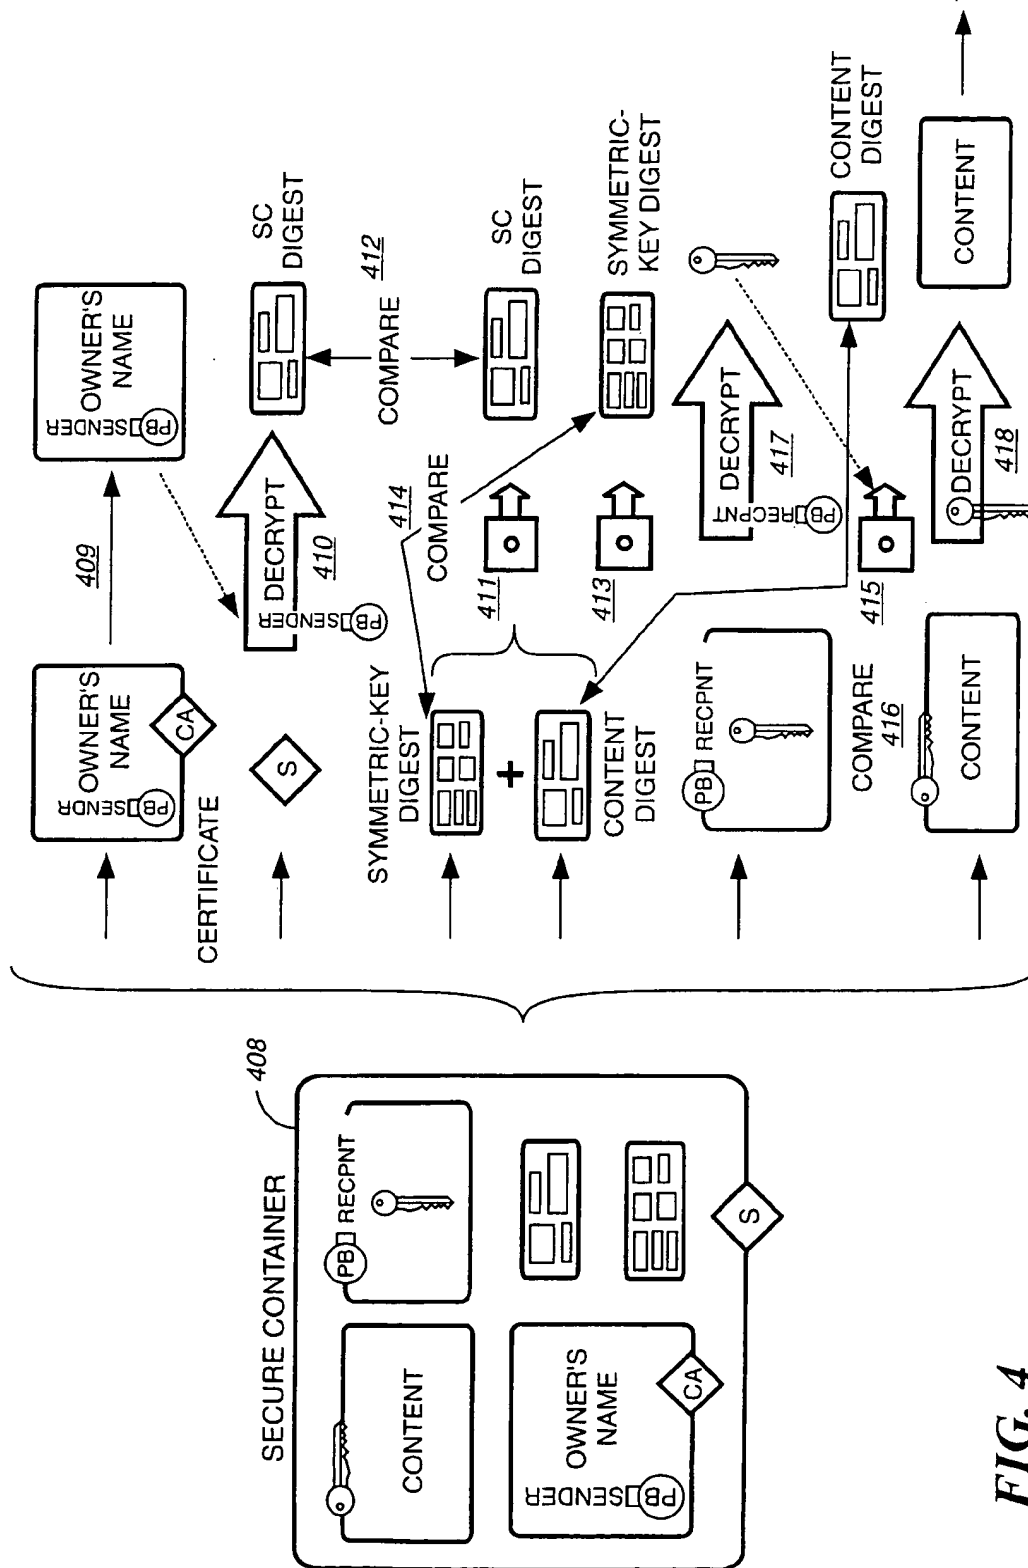 SECURE CONTAINER
408
CONTENT
PB
RECPNT
OWNER'S
NAME
PB
SENDER
CA
S
OWNER'S
NAME
PB
SENDR
CA
CERTIFICATE
409
OWNER'S
NAME
PB
SENDER
S
DECRYPT
410
PB
SENDER
SC
DIGEST
COMPARE
412
SYMMETRIC-KEY
DIGEST
+
CONTENT
DIGEST
414
COMPARE
411
413
SC
DIGEST
SYMMETRIC-
KEY DIGEST
PB
RECPNT
DECRYPT
417
PB
RECPNT
COMPARE
416
415
CONTENT
DIGEST
CONTENT
DECRYPT
418
CONTENT
FIG. 4